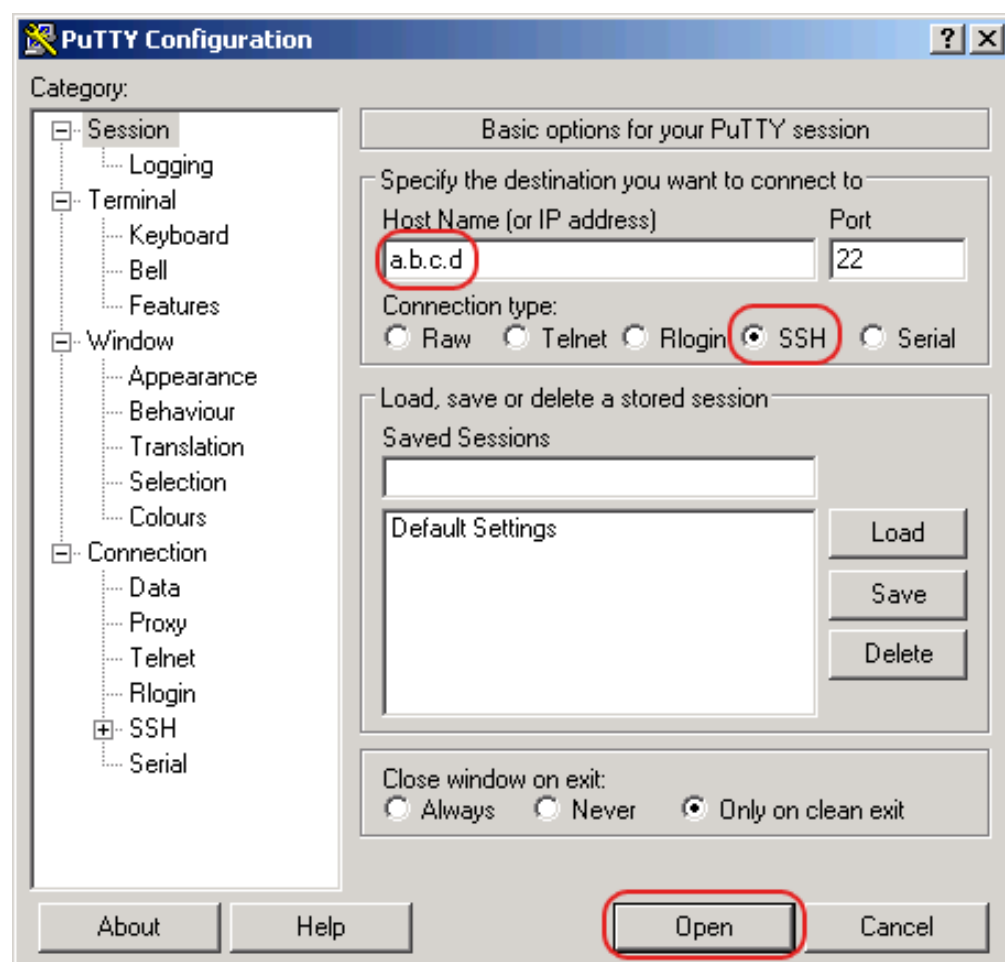 PuTTY Configuration
Category:
Session
Logging
Terminal
Keyboard
Bell
Features
Window
Appearance
Behaviour
Translation
Selection
Colours
Connection
Data
Proxy
Telnet
Rlogin
SSH
Serial
Basic options for your PuTTY session
Specify the destination you want to connect to
Host Name (or IP address) Port
a.b.c.d 22
Connection type:
Raw Telnet Rlogin SSH Serial
Load, save or delete a stored session
Saved Sessions
Default Settings
Load
Save
Delete
Close window on exit:
Always Never Only on clean exit
About Help Open Cancel